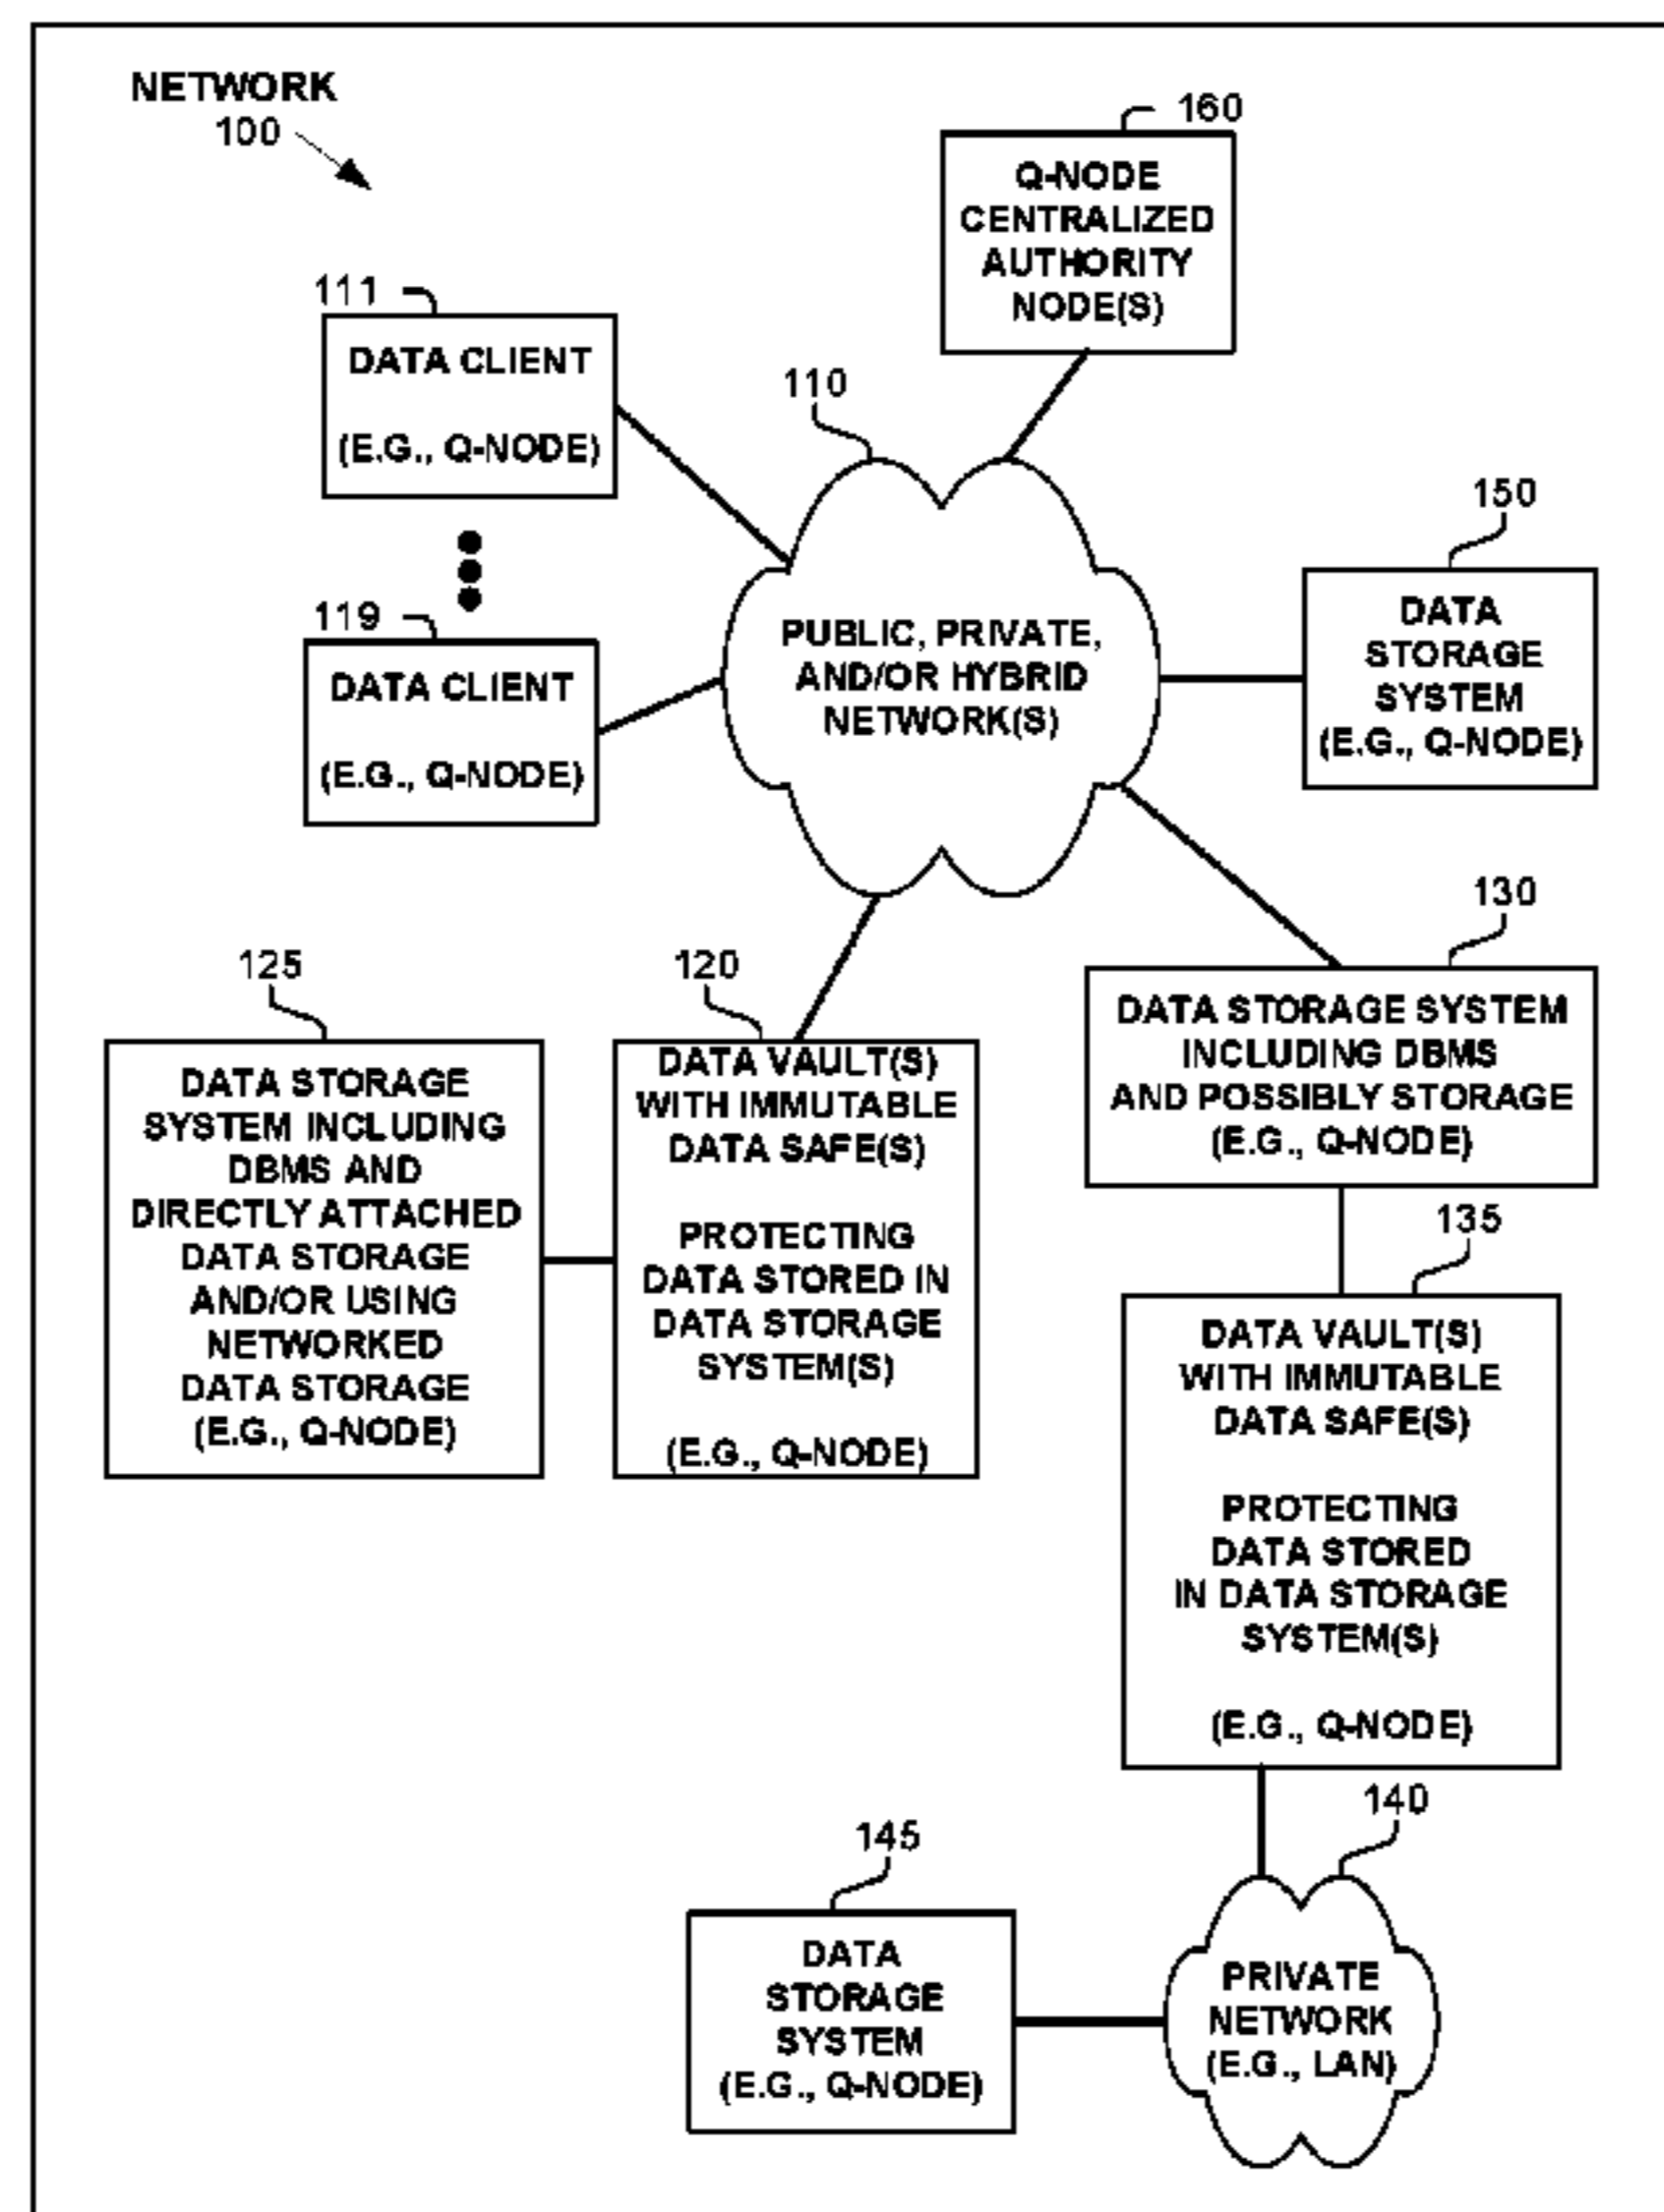 NETWORK
100
160
Q-NODE
CENTRALIZED
AUTHORITY
NODE(S)
111
DATA CLIENT
(E.G., Q-NODE)
110
119
DATA CLIENT
(E.G., Q-NODE)
PUBLIC, PRIVATE,
AND/OR HYBRID
NETWORK(S)
150
DATA
STORAGE
SYSTEM
(E.G., Q-NODE)
125
DATA STORAGE
SYSTEM INCLUDING
DBMS AND
DIRECTLY ATTACHED
DATA STORAGE
AND/OR USING
NETWORKED
DATA STORAGE
(E.G., Q-NODE)
120
DATA VAULT(S)
WITH IMMUTABLE
DATA SAFE(S)
PROTECTING
DATA STORED IN
DATA STORAGE
SYSTEM(S)
(E.G., Q-NODE)
130
DATA STORAGE SYSTEM
INCLUDING DBMS
AND POSSIBLY STORAGE
(E.G., Q-NODE)
135
DATA VAULT(S)
WITH IMMUTABLE
DATA SAFE(S)
PROTECTING
DATA STORED
IN DATA STORAGE
SYSTEM(S)
(E.G., Q-NODE)
145
DATA
STORAGE
SYSTEM
(E.G., Q-NODE)
140
PRIVATE
NETWORK
(E.G., LAN)